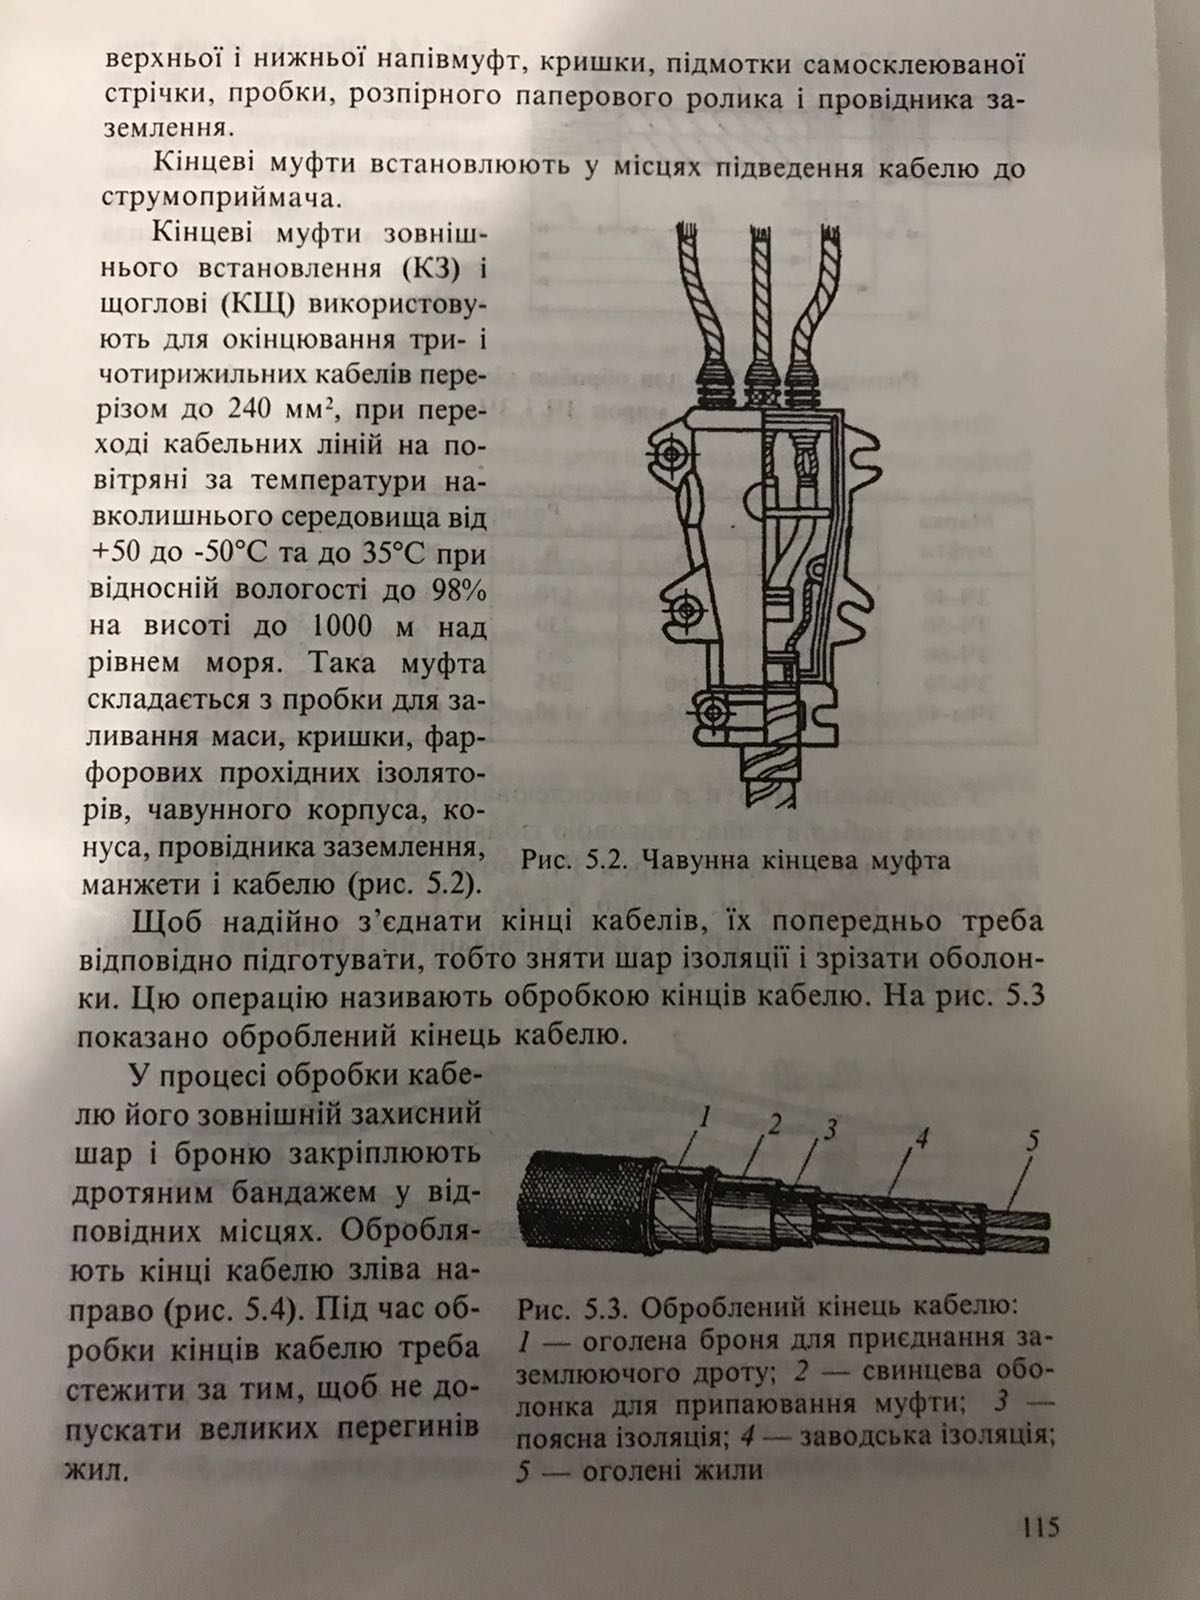 верхньої і нижньої напівмуфт, кришки, підмотки самосклеюваної
стрічки, пробки, розпірного паперового ролика і провідника за-
землення.
Кінцеві муфти встановлюють у місцях підведення кабелю до
струмоприймача.
Кінцеві муфти зовніш-
нього встановлення (КЗ) і
щоглові (КЩ) використову-
ють для окінцювання три- і
чотирижильних кабелів пере-
різом до 240 мм², при пере-
ході кабельних ліній на по-
вітряні за температури на-
вколишнього середовища від
+50 до -50°С та до 35°С при
відносній вологості до 98%
на висоті до 1000 м над
рівнем моря. Така муфта
складається з пробки для за-
ливання маси, кришки, фар-
форових прохідних ізолято-
рів, чавунного корпуса, ко-
нуса, провідника заземлення,
манжети і кабелю (рис. 5.2).
Рис. 5.2. Чавунна кінцева муфта
Щоб надійно з’єднати кінці кабелів, їх попередньо треба
відповідно підготувати, тобто зняти шар ізоляції і зрізати оболон-
ки. Цю операцію називають обробкою кінців кабелю. На рис. 5.3
показано оброблений кінець кабелю.
У процесі обробки кабе-
лю його зовнішній захисний
шар і броню закріплюють
дротяним бандажем у від-
повідних місцях. Обробля-
ють кінці кабелю зліва на-
право (рис. 5.4). Під час об-
робки кінців кабелю треба
стежити за тим, щоб не до-
пускати великих перегинів
жил.
1 2 3 4 5
Рис. 5.3. Оброблений кінець кабелю:
1 — оголена броня для приєднання за-
землюючого дроту; 2 — свинцева обо-
лонка для припаювання муфти; 3 —
поясна ізоляція; 4 — заводська ізоляція;
5 — оголені жили
115